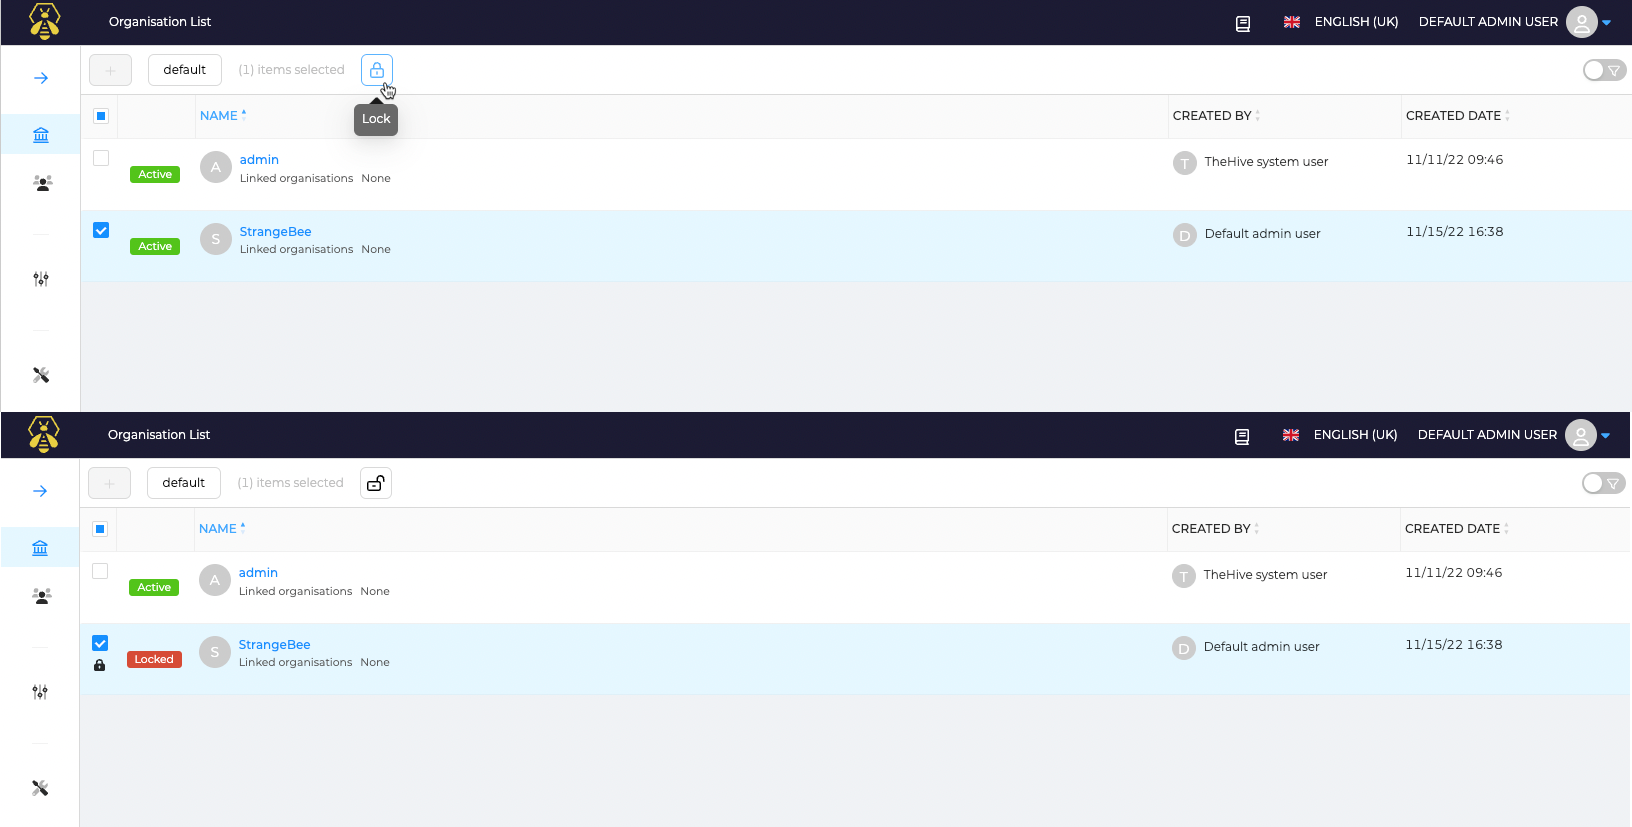 Organisation List ENGLISH (UK) DEFAULT ADMIN USER
+ default (1) items selected
Lock
NAME CREATED BY CREATED DATE
Active A admin T TheHive system user 11/11/22 09:46
Linked organisations None
Active S StrangeBee D Default admin user 11/15/22 16:38
Linked organisations None
Organisation List ENGLISH (UK) DEFAULT ADMIN USER
+ default (1) items selected
NAME CREATED BY CREATED DATE
Active A admin T TheHive system user 11/11/22 09:46
Linked organisations None
Locked S StrangeBee D Default admin user 11/15/22 16:38
Linked organisations None